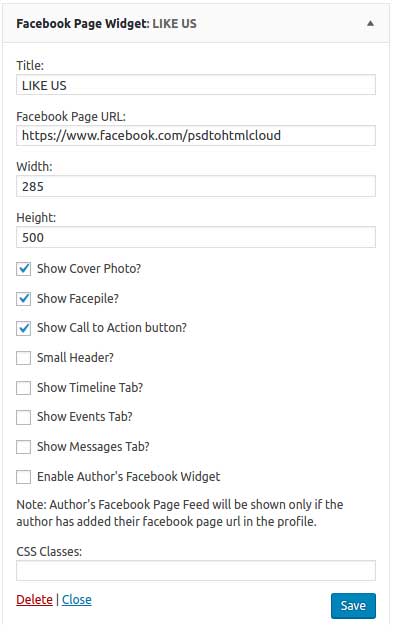 Facebook Page Widget: LIKE US
Title:
LIKE US
Facebook Page URL:
https://www.facebook.com/psdtohtmlcloud
Width:
285
Height:
500
Show Cover Photo?
Show Facepile?
Show Call to Action button?
Small Header?
Show Timeline Tab?
Show Events Tab?
Show Messages Tab?
Enable Author's Facebook Widget
Note: Author's Facebook Page Feed will be shown only if the
author has added their facebook page url in the profile.
CSS Classes:
Delete | Close
Save